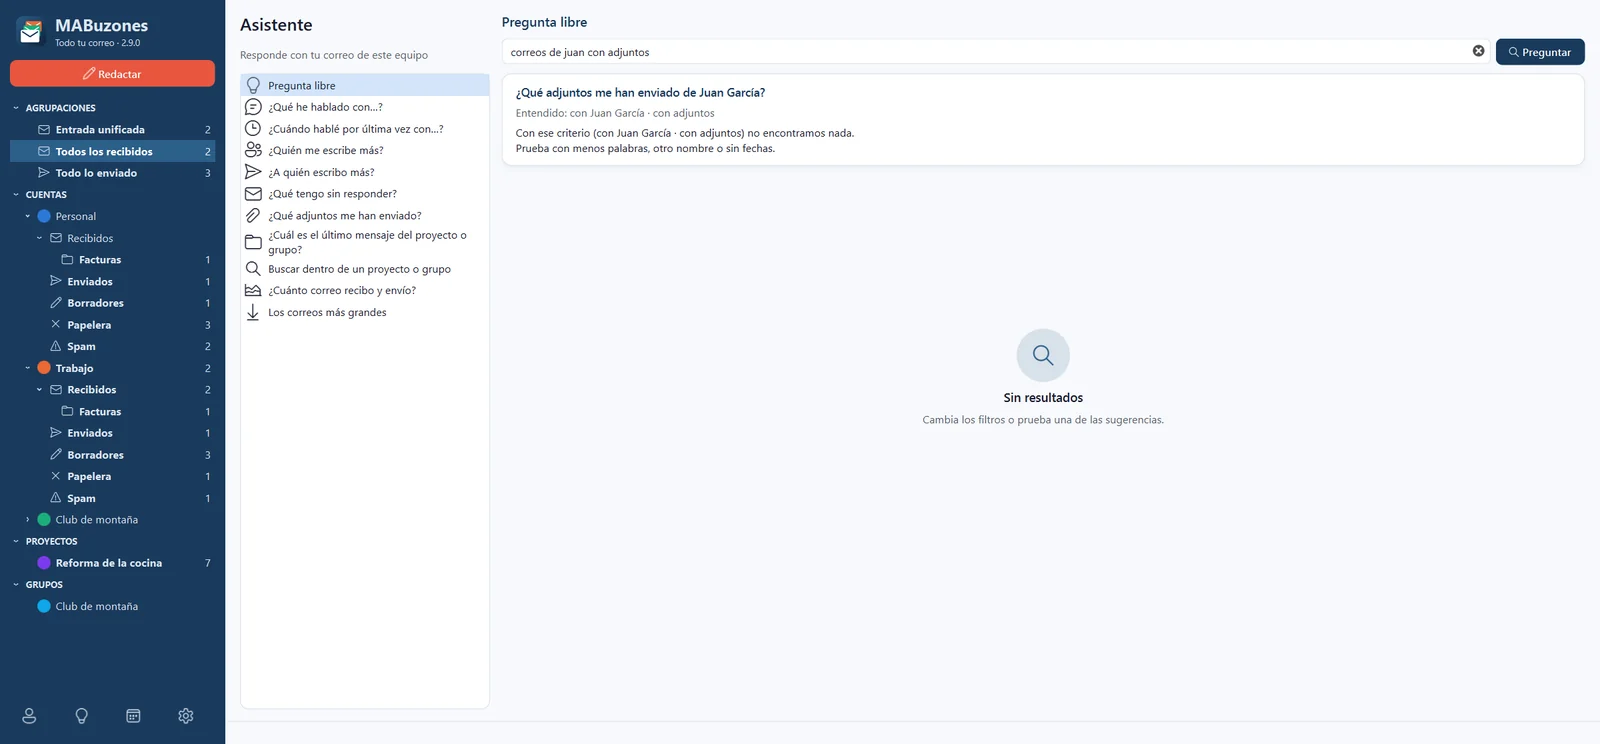 MABuzones
Todo tu correo · 2.9.0
Redactar
AGRUPACIONES
Entrada unificada 2
Todos los recibidos 2
Todo lo enviado 3
CUENTAS
Personal
Recibidos
Facturas 1
Enviados 1
Borradores 1
Papelera 3
Spam 2
Trabajo 2
Recibidos 2
Facturas 1
Enviados 1
Borradores 3
Papelera 1
Spam 1
Club de montaña
PROYECTOS
Reforma de la cocina 7
GRUPOS
Club de montaña
Asistente
Responde con tu correo de este equipo
Pregunta libre
¿Qué he hablado con...?
¿Cuándo hablé por última vez con...?
¿Quién me escribe más?
¿A quién escribo más?
¿Qué tengo sin responder?
¿Qué adjuntos me han enviado?
¿Cuál es el último mensaje del proyecto o
grupo?
Buscar dentro de un proyecto o grupo
¿Cuánto correo recibo y envío?
Los correos más grandes
Pregunta libre
correos de juan con adjuntos
Preguntar
¿Qué adjuntos me han enviado de Juan García?
Entendido: con Juan García · con adjuntos
Con ese criterio (con Juan García · con adjuntos) no encontramos nada.
Prueba con menos palabras, otro nombre o sin fechas.
Sin resultados
Cambia los filtros o prueba una de las sugerencias.